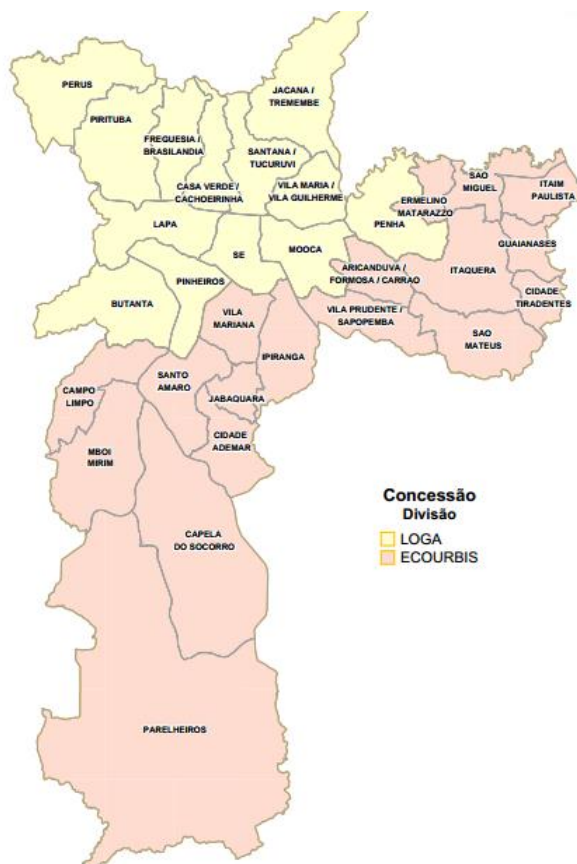 PERUS
JACANA /
TREMEMBE
PIRITUBA
FREGUESIA /
BRASILANDIA
SANTANA /
TUCURUVI
CASA VERDE /
CACHOEIRINHA
VILA MARIA /
VILA GUILHERME
SAO
MIGUEL
ITAIM
PAULISTA
ERMELINO
MATARAZZO
PENHA
LAPA
SE
MOOCA
GUAIANASES
ARICANDUVA /
FORMOSA / CARRAO
ITAQUERA
PINHEIROS
CIDADE
TIRADENTES
BUTANTA
VILA
MARIANA
VILA PRUDENTE /
SAPOPEMBA
SAO
MATEUS
IPIRANGA
SANTO
AMARO
CAMPO
LIMPO
JABAQUARA
CIDADE
ADEMAR
MBOI
MIRIM
Concessão
Divisão
LOGA
ECOURBIS
CAPELA
DO SOCORRO
PARELHEIROS